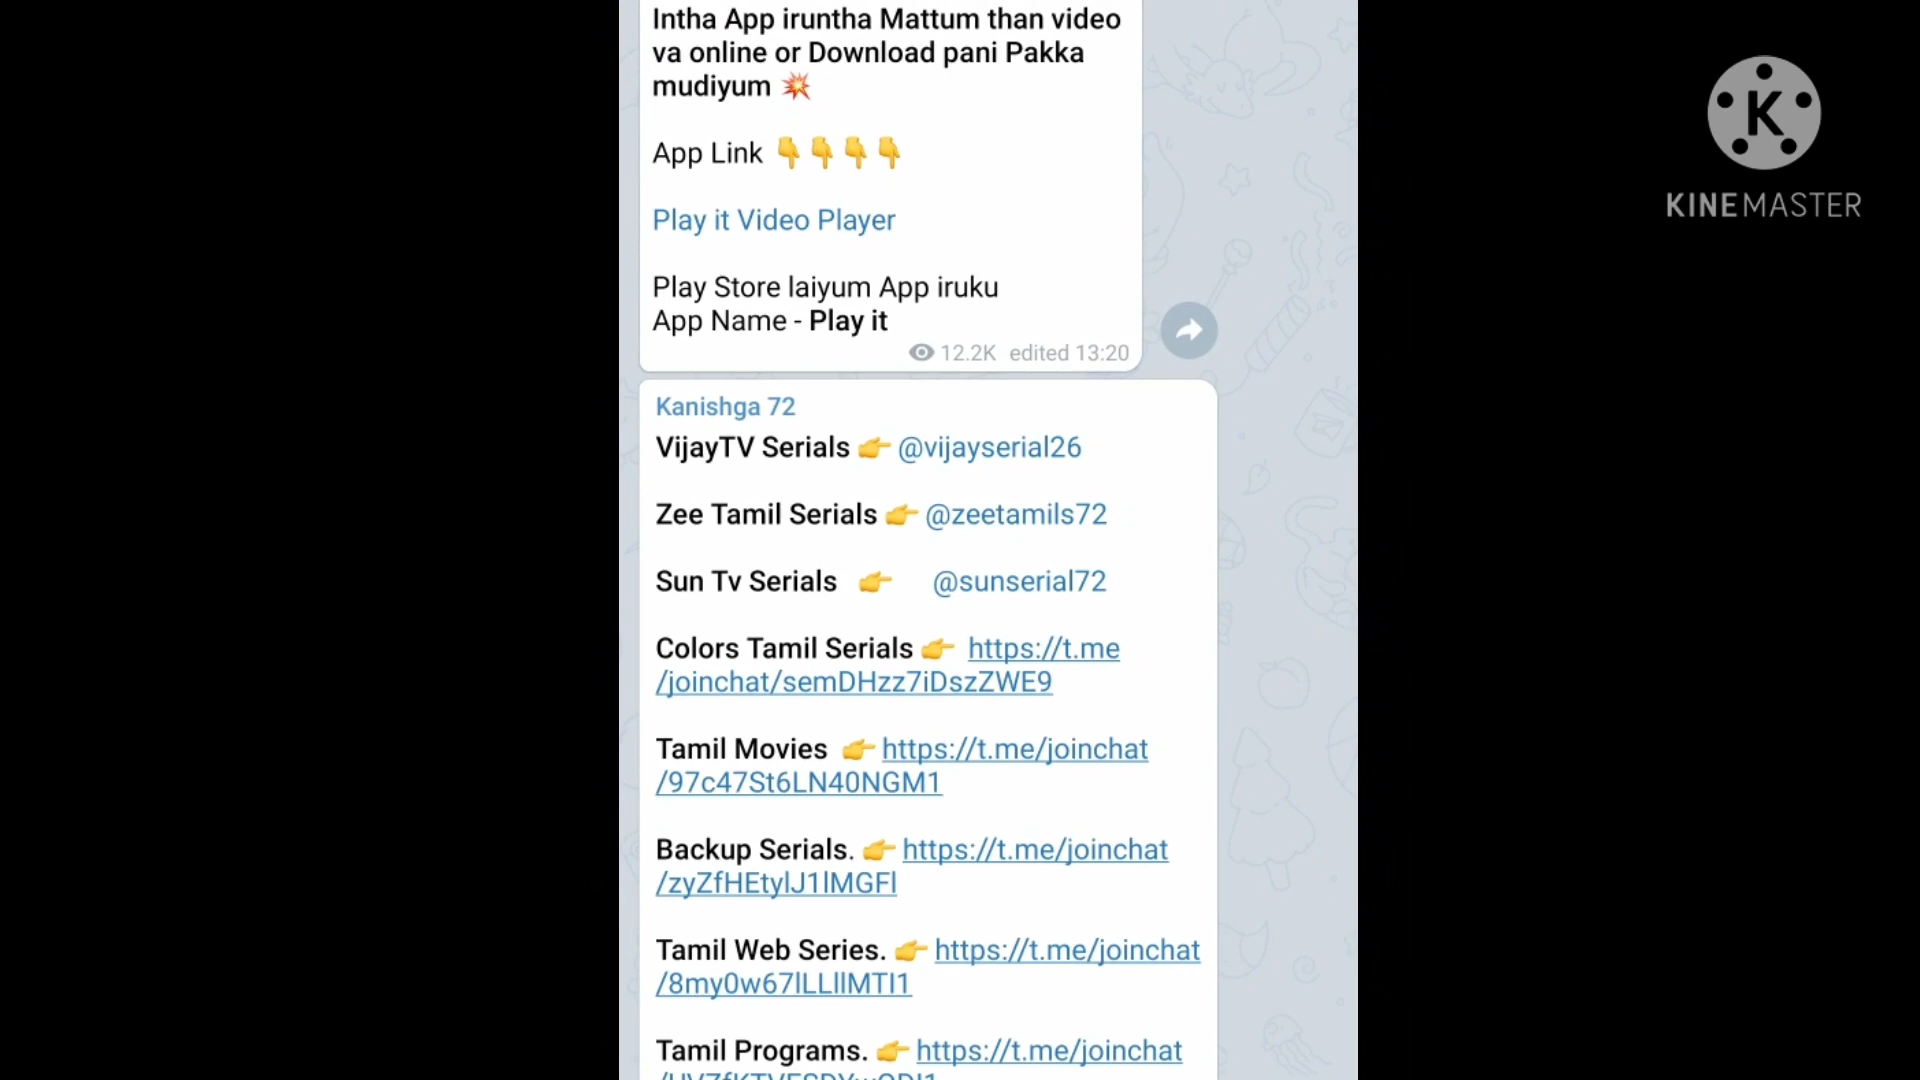 Intha App iruntha Mattum than video
va online or Download pani Pakka
mudiyum 💥
App Link 👇👇👇👇
Play it Video Player
Play Store laiyum App iruku
App Name - Play it
12.2K edited 13:20
Kanishga 72
VijayTV Serials 👉 @vijayserial26
Zee Tamil Serials 👉 @zeetamils72
Sun Tv Serials 👉 @sunserial72
Colors Tamil Serials 👉 https://t.me
/joinchat/semDHzz7iDszZWE9
Tamil Movies 👉 https://t.me/joinchat
/97c47St6LN40NGM1
Backup Serials. 👉 https://t.me/joinchat
/zyZfHEtylJ1lMGFl
Tamil Web Series. 👉 https://t.me/joinchat
/8my0w67lLLllMTI1
Tamil Programs. 👉 https://t.me/joinchat
K
KINEMASTER